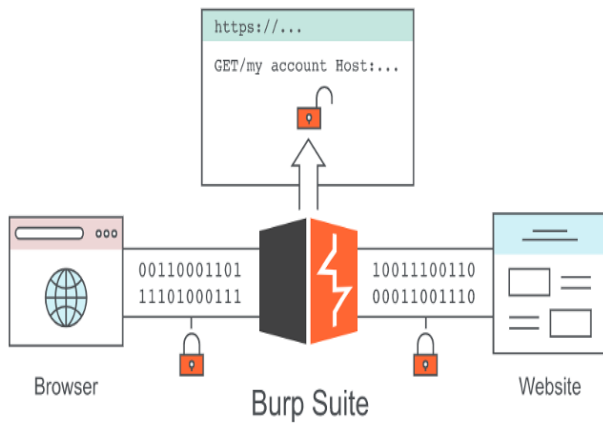 https://...
GET/my account Host:...
00110001101
11101000111
10011100110
00011001110
Browser
Burp Suite
Website